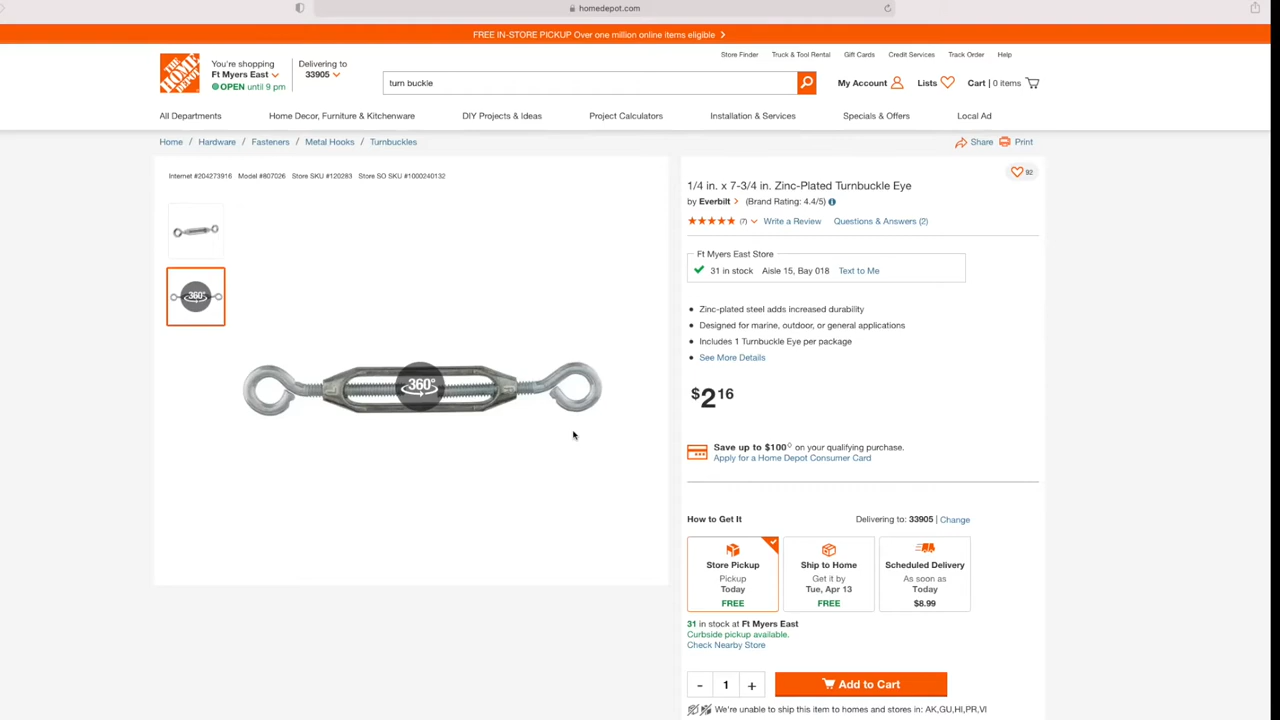 homedepot.com
FREE IN-STORE PICKUP Over one million online items eligible
Store Finder Truck & Tool Rental Gift Cards Credit Services Track Order Help
THE HOME DEPOT
You're shopping
Ft Myers East
OPEN until 9 pm
Delivering to
33905
turn buckie
My Account Lists Cart | 0 items
All Departments Home Decor, Furniture & Kitchenware DIY Projects & Ideas Project Calculators Installation & Services Specials & Offers Local Ad
Home / Hardware / Fasteners / Metal Hooks / Turnbuckles
Share Print
Internet #204273916 Model #807026 Store SKU #120283 Store SO SKU #1000240132
360°
360°
92
1/4 in. x 7-3/4 in. Zinc-Plated Turnbuckle Eye
by Everbilt (Brand Rating: 4.4/5)
(7) Write a Review Questions & Answers (2)
Ft Myers East Store
31 in stock Aisle 15, Bay 018 Text to Me
Zinc-plated steel adds increased durability
Designed for marine, outdoor, or general applications
Includes 1 Turnbuckle Eye per package
See More Details
$2 16
Save up to $100◊ on your qualifying purchase.
Apply for a Home Depot Consumer Card
How to Get It
Delivering to: 33905 | Change
Store Pickup
Pickup
Today
FREE
Ship to Home
Get it by
Tue, Apr 13
FREE
Scheduled Delivery
As soon as
Today
$8.99
31 in stock at Ft Myers East
Curbside pickup available.
Check Nearby Store
- 1 +
Add to Cart
We're unable to ship this item to homes and stores in: AK,GU,HI,PR,VI